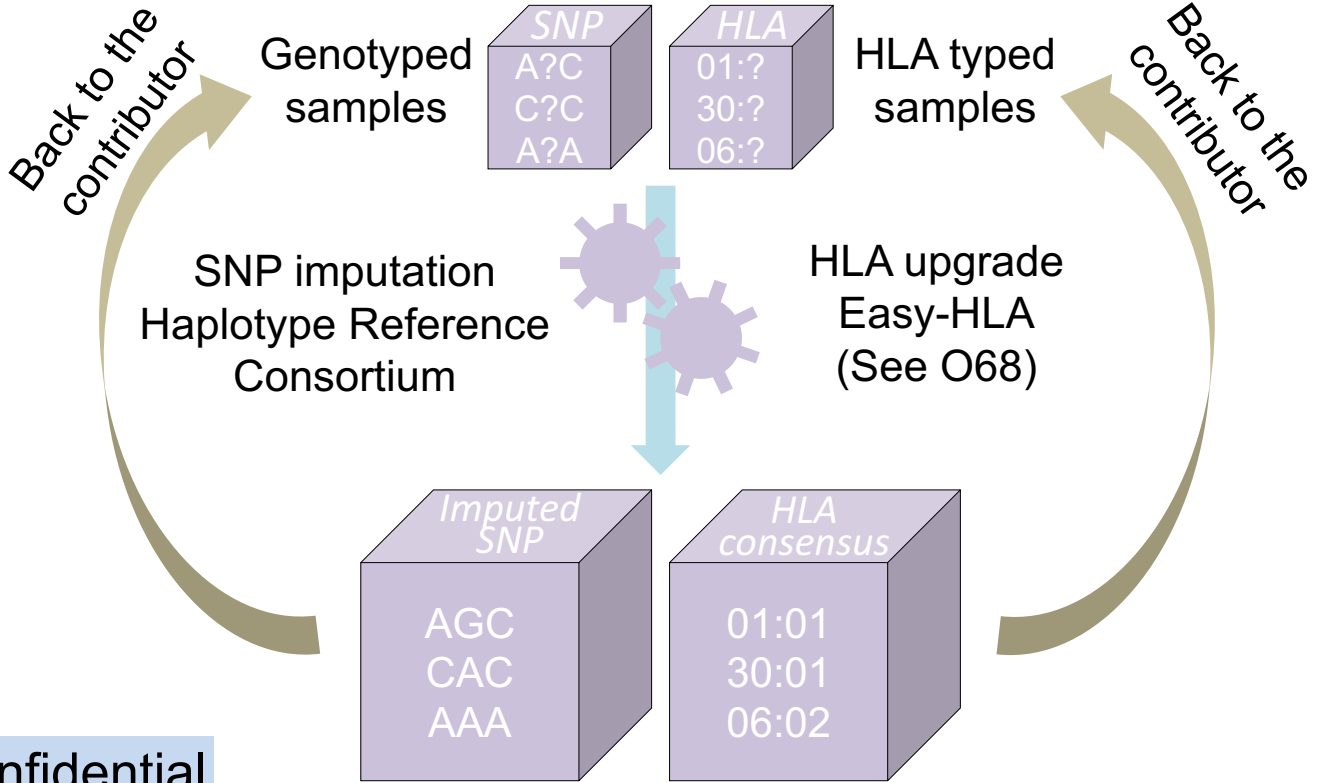 Back to the
contributor
Genotyped
samples
SNP
A?C
C?C
A?A
HLA
01:?
30:?
06:?
HLA typed
samples
Back to the
contributor
SNP imputation
Haplotype Reference
Consortium
HLA upgrade
Easy-HLA
(See O68)
Imputed
SNP
AGC
CAC
AAA
HLA
consensus
01:01
30:01
06:02
nfidential